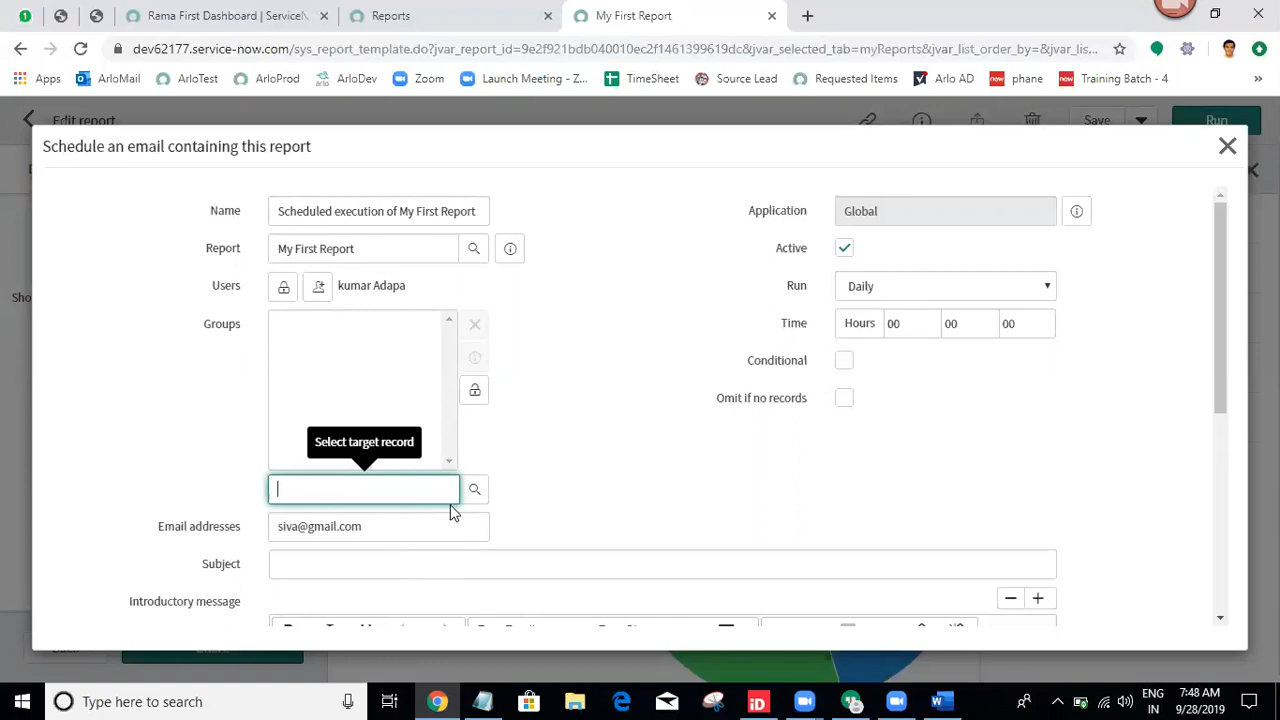 Rama First Dashboard | ServiceN
Reports
My First Report
dev62177.service-now.com/sys_report_template.do?jvar_report_id=9e2f921bdb040010ec2f1461399619dc&jvar_selected_tab=myReports&jvar_list_order_by=&jvar_lis...
Apps
ArloMail
ArloTest
ArloProd
ArloDev
Zoom
Launch Meeting - Z...
TimeSheet
Source Lead
Requested Items
Arlo AD
phane
Training Batch - 4
Edit report
Save
Run
Schedule an email containing this report
Name
Scheduled execution of My First Report
Application
Global
Report
My First Report
Active
Users
kumar Adapa
Run
Daily
Groups
Time
Hours
00
00
00
Conditional
Omit if no records
Select target record
Email addresses
siva@gmail.com
Subject
Introductory message
Type here to search
ENG
IN
7:48 AM
9/28/2019